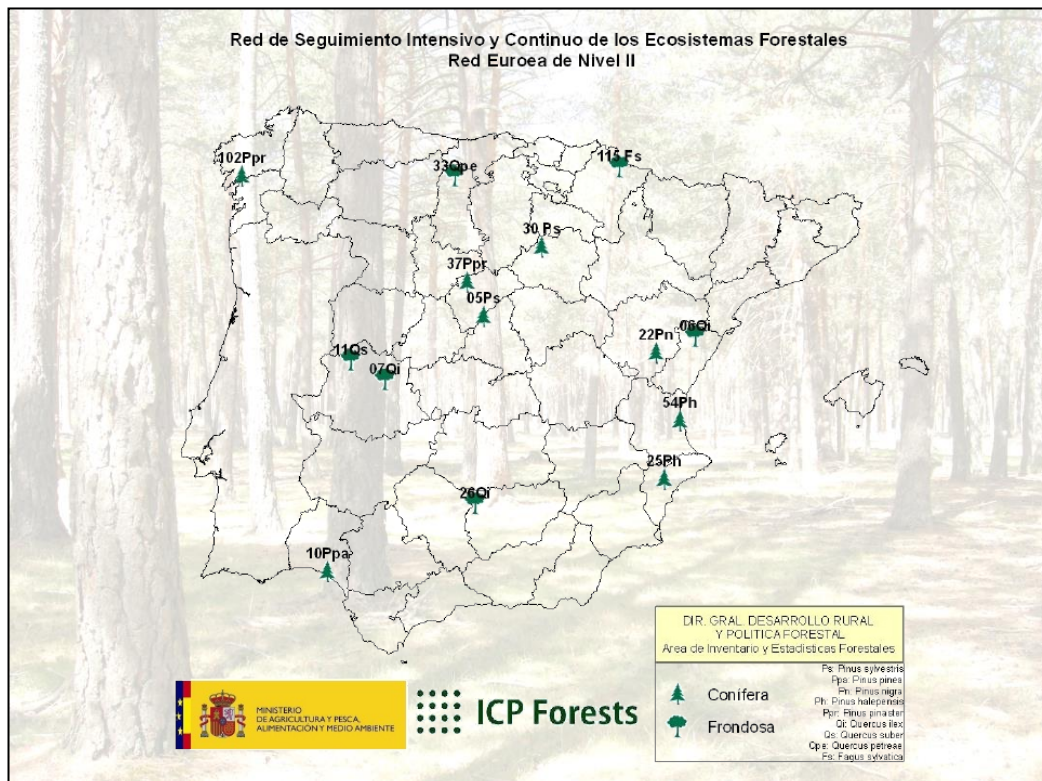 Red de Seguimiento Intensivo y Continuo de los Ecosistemas Forestales
Red Euroea de Nivel II
102Ppr
33Qpe
115 Fs
30 Ps
37Ppr
05Ps
06Qi
22Pn
11Qs
07Qi
54Ph
25Ph
26Qi
10Ppa
DIR. GRAL. DESARROLLO RURAL
Y POLITICA FORESTAL
Area de Inventario y Estadísticas Forestales
Conífera
Frondosa
Ps: Pinus sylvestris
Ppa: Pinus pinea
Pn: Pinus nigra
Ph: Pinus halepensis
Ppr: Pinus pinaster
Qi: Quercus ilex
Qs: Quercus suber
Qpe: Quercus petreae
Fs: Fagus sylvatica
MINISTERIO
DE AGRICULTURA Y PESCA,
ALIMENTACIÓN Y MEDIO AMBIENTE
ICP Forests